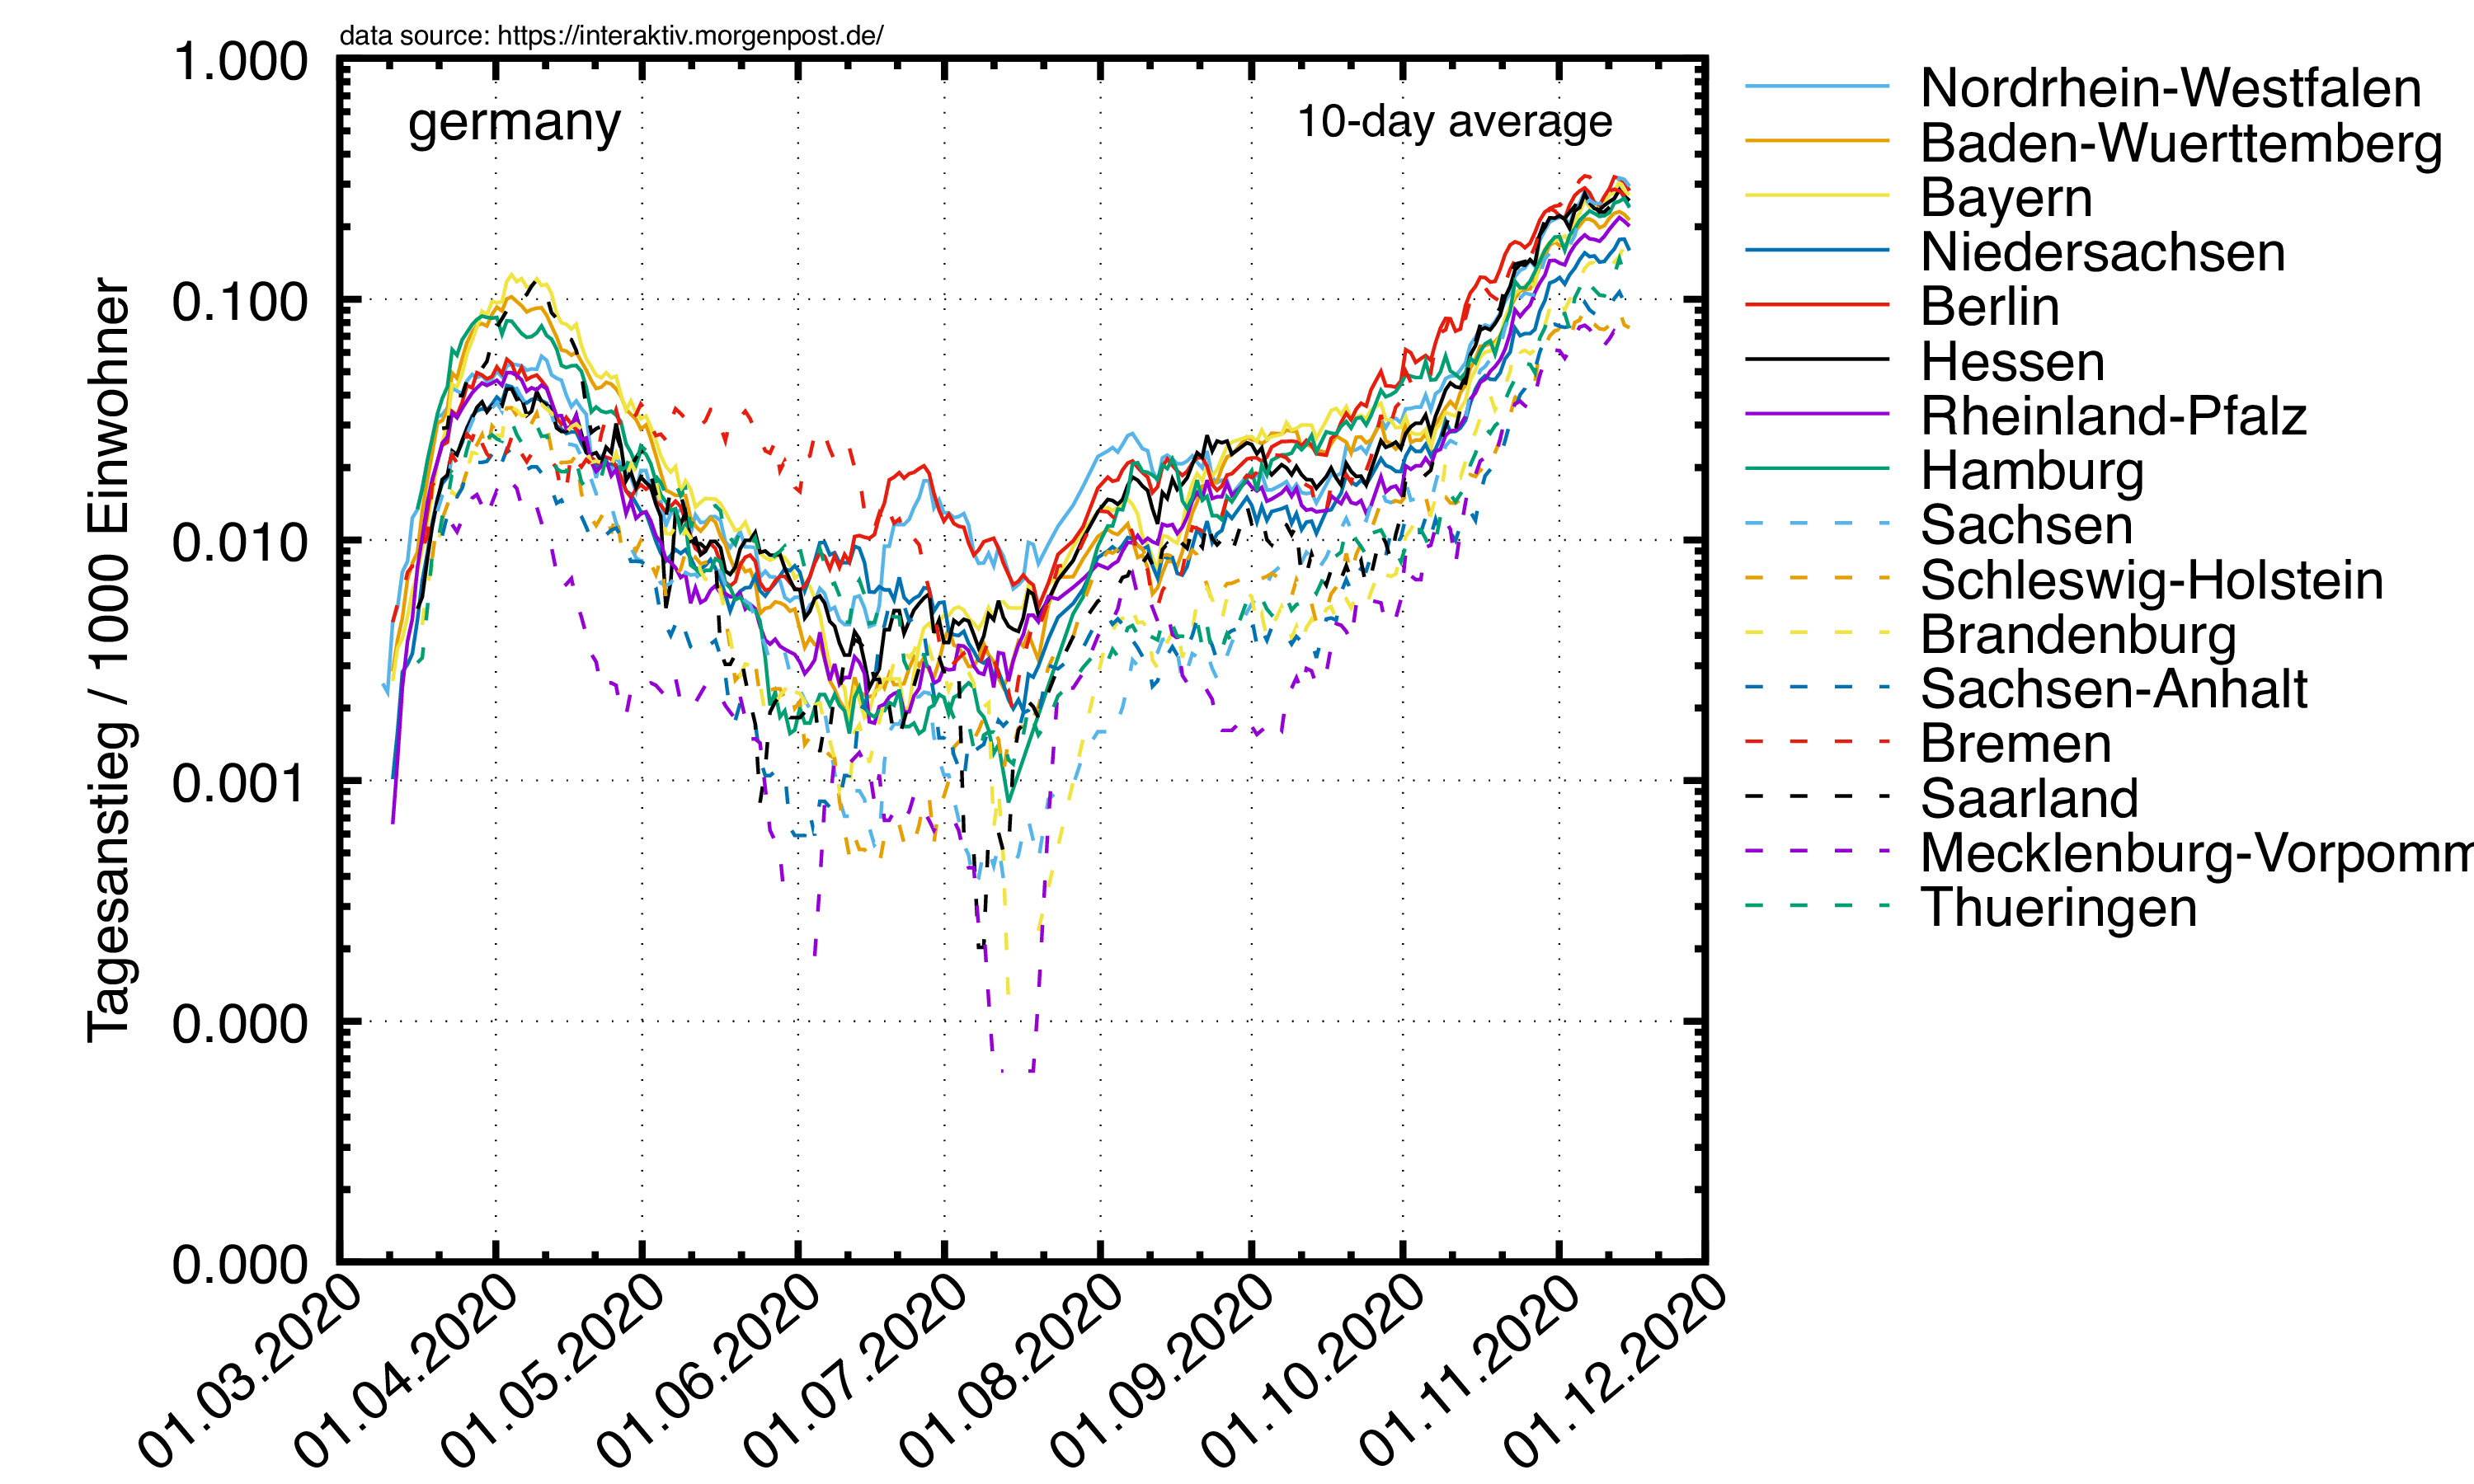 data source: https://interaktiv.morgenpost.de/
germany
10-day average
Tagesanstieg / 1000 Einwohner
1.000
0.100
0.010
0.001
0.000
0.000
01.03.2020
01.04.2020
01.05.2020
01.06.2020
01.07.2020
01.08.2020
01.09.2020
01.10.2020
01.11.2020
01.12.2020
Nordrhein-Westfalen
Baden-Wuerttemberg
Bayern
Niedersachsen
Berlin
Hessen
Rheinland-Pfalz
Hamburg
Sachsen
Schleswig-Holstein
Brandenburg
Sachsen-Anhalt
Bremen
Saarland
Mecklenburg-Vorpomm
Thueringen